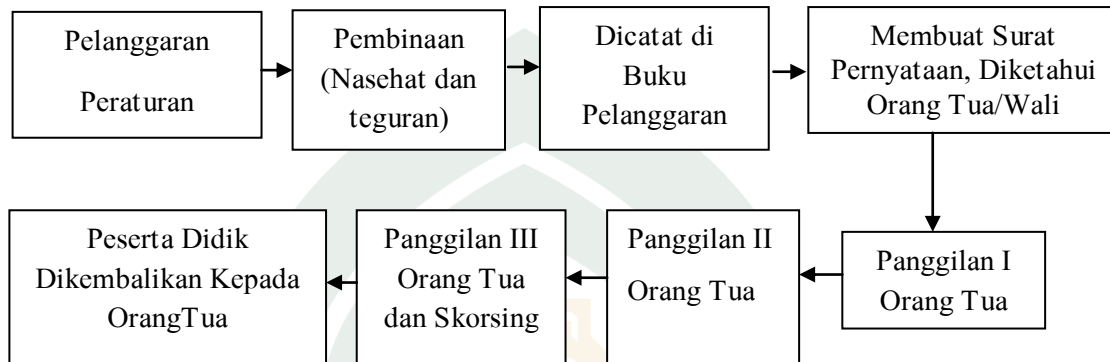 Pelanggaran
Peraturan
Pembinaan
(Nasehat dan
teguran)
Dicatat di
Buku
Pelanggaran
Membuat Surat
Pernyataan, Diketahui
Orang Tua/Wali
Panggilan I
Orang Tua
Panggilan II
Orang Tua
Panggilan III
Orang Tua
dan Skorsing
Peserta Didik
Dikembalikan Kepada
OrangTua